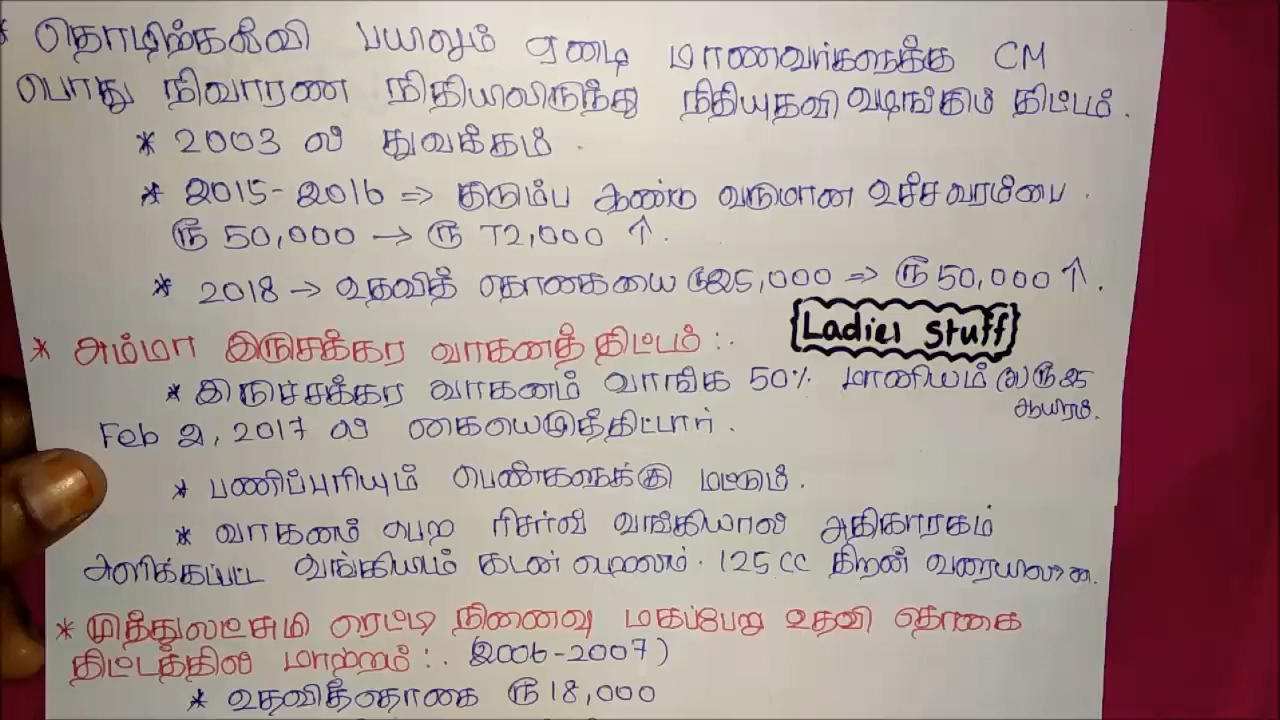 * தொழிற்கல்வி பயிலும் ஏழை மாணவர்களுக்கு CM
பொது நிவாரண நிதியிலிருந்து நிதியுதவி வழங்கும் திட்டம்.
* 2003 ல் துவக்கம்.
* 2015-2016 => குடும்ப ஆண்டு வருமான உச்சவரம்பை
ரூ 50,000 → ரூ 72,000 ↑.
* 2018 → உதவித் தொகையை ரூ25,000 => ரூ 50,000 ↑.
* அம்மா இருசக்கர வாகனத் திட்டம் :.
Ladies Stuff
* இருச்சக்கர வாகனம் வாங்க 50% மானியம் (அ) ரூ 25
ஆயிரம்.
Feb 2, 2017 ல் கையெழுத்திட்டார்.
* பணிப்புரியும் பெண்களுக்கு மட்டும்.
* வாகனம் பெற ரிசர்வ் வங்கியால் அதிகாரகம்
அளிக்கப்பட்ட வங்கியில் கடன் பெறலாம். 125 CC திறன் வரையிலான.
* முத்துலட்சுமி ரெட்டி நினைவு மகப்பேறு உதவி தொகை
திட்டத்தில் மாற்றம் :. (2006-2007)
* உதவித்தொகை ரூ 18,000